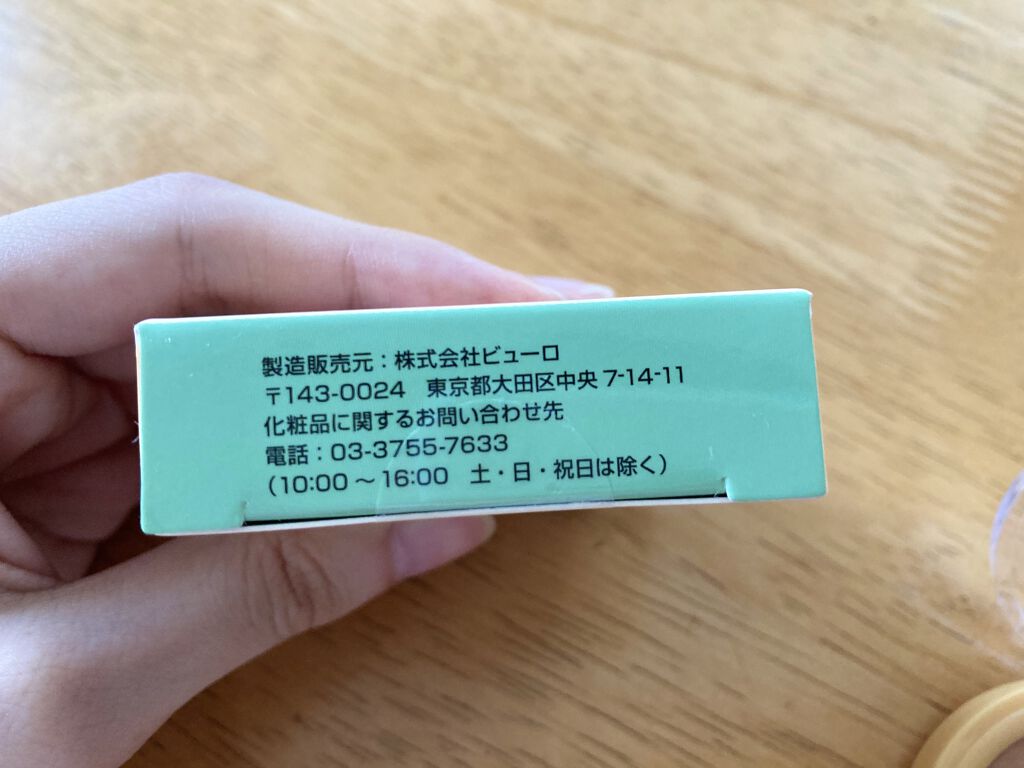 製造販売元：株式会社ビューロ
〒143-0024 東京都大田区中央7-14-11
化粧品に関するお問い合わせ先
電話：03-3755-7633
（10:00～16:00 土・日・祝日は除く）